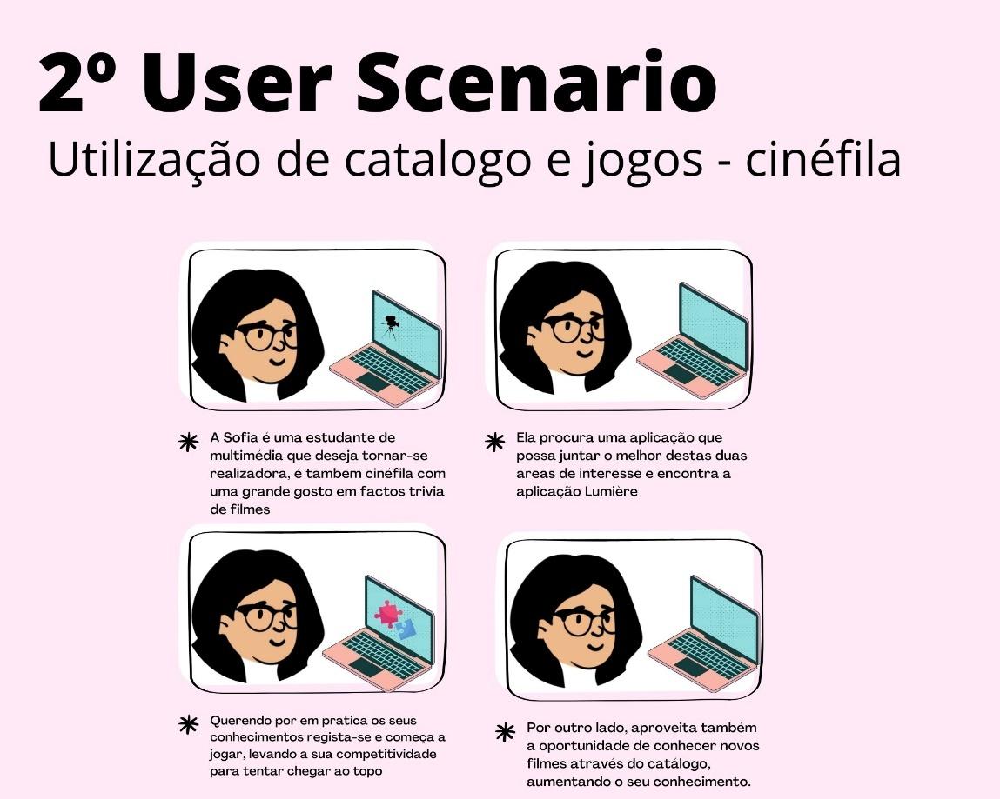 2º User Scenario
Utilização de catalogo e jogos - cinéfila
A Sofia é uma estudante de
multimédia que deseja tornar-se
realizadora, é tambem cinéfila com
uma grande gosto em factos trivia
de filmes
Ela procura uma aplicação que
possa juntar o melhor destas duas
areas de interesse e encontra a
aplicação Lumière
Querendo por em pratica os seus
conhecimentos regista-se e começa a
jogar, levando a sua competitividade
para tentar chegar ao topo
Por outro lado, aproveita também
a oportunidade de conhecer novos
filmes através do catálogo,
aumentando o seu conhecimento.